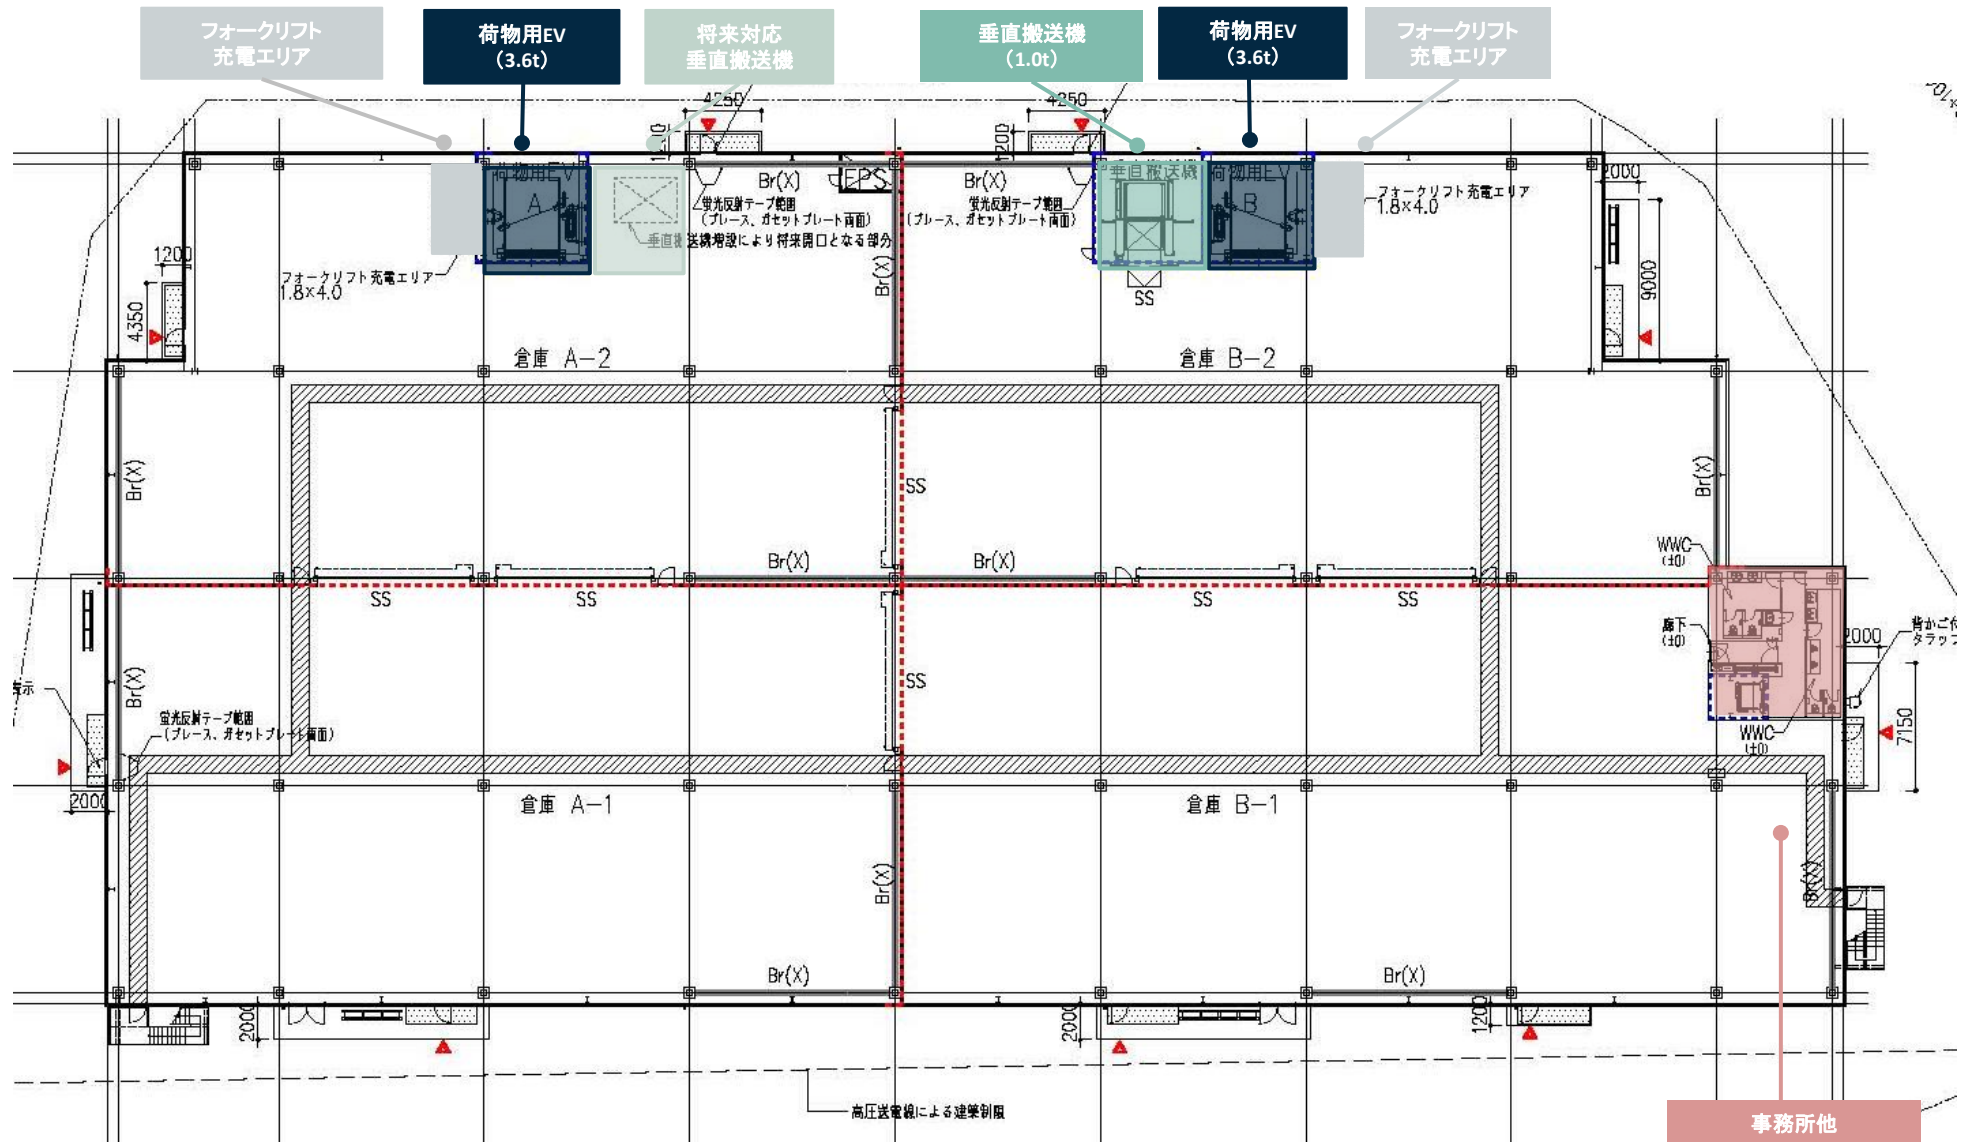 フォークリフト
充電エリア
荷物用EV
（3.6t）
将来対応
垂直搬送機
垂直搬送機
（1.0t）
荷物用EV
（3.6t）
フォークリフト
充電エリア
4250
4250
1200
1200
荷物用EV
A
Br(X)
EPS
Br(X)
垂直搬送機
荷物用EV
B
フォークリフト充電エリア
1.8×4.0
2000
蛍光反射テープ範囲
（ブレース、ガセットプレート両面）
蛍光反射テープ範囲
（ブレース、ガセットプレート両面）
垂直搬送機増設により将来開口となる部分
1200
フォークリフト充電エリア
1.8×4.0
Br(X)
SS
9000
4350
倉庫 A-2
倉庫 B-2
Br(X)
SS
Br(X)
Br(X)
Br(X)
WWC
(±0)
SS
SS
SS
SS
廊下
(±0)
2000
タラップ
Br(X)
SS
表示
蛍光反射テープ範囲
（ブレース、ガセットプレート両面）
WWC
(±0)
7150
2000
倉庫 A-1
倉庫 B-1
Br(X)
Br(X)
Br(X)
Br(X)
2000
2000
1200
高圧送電線による建築制限
事務所他